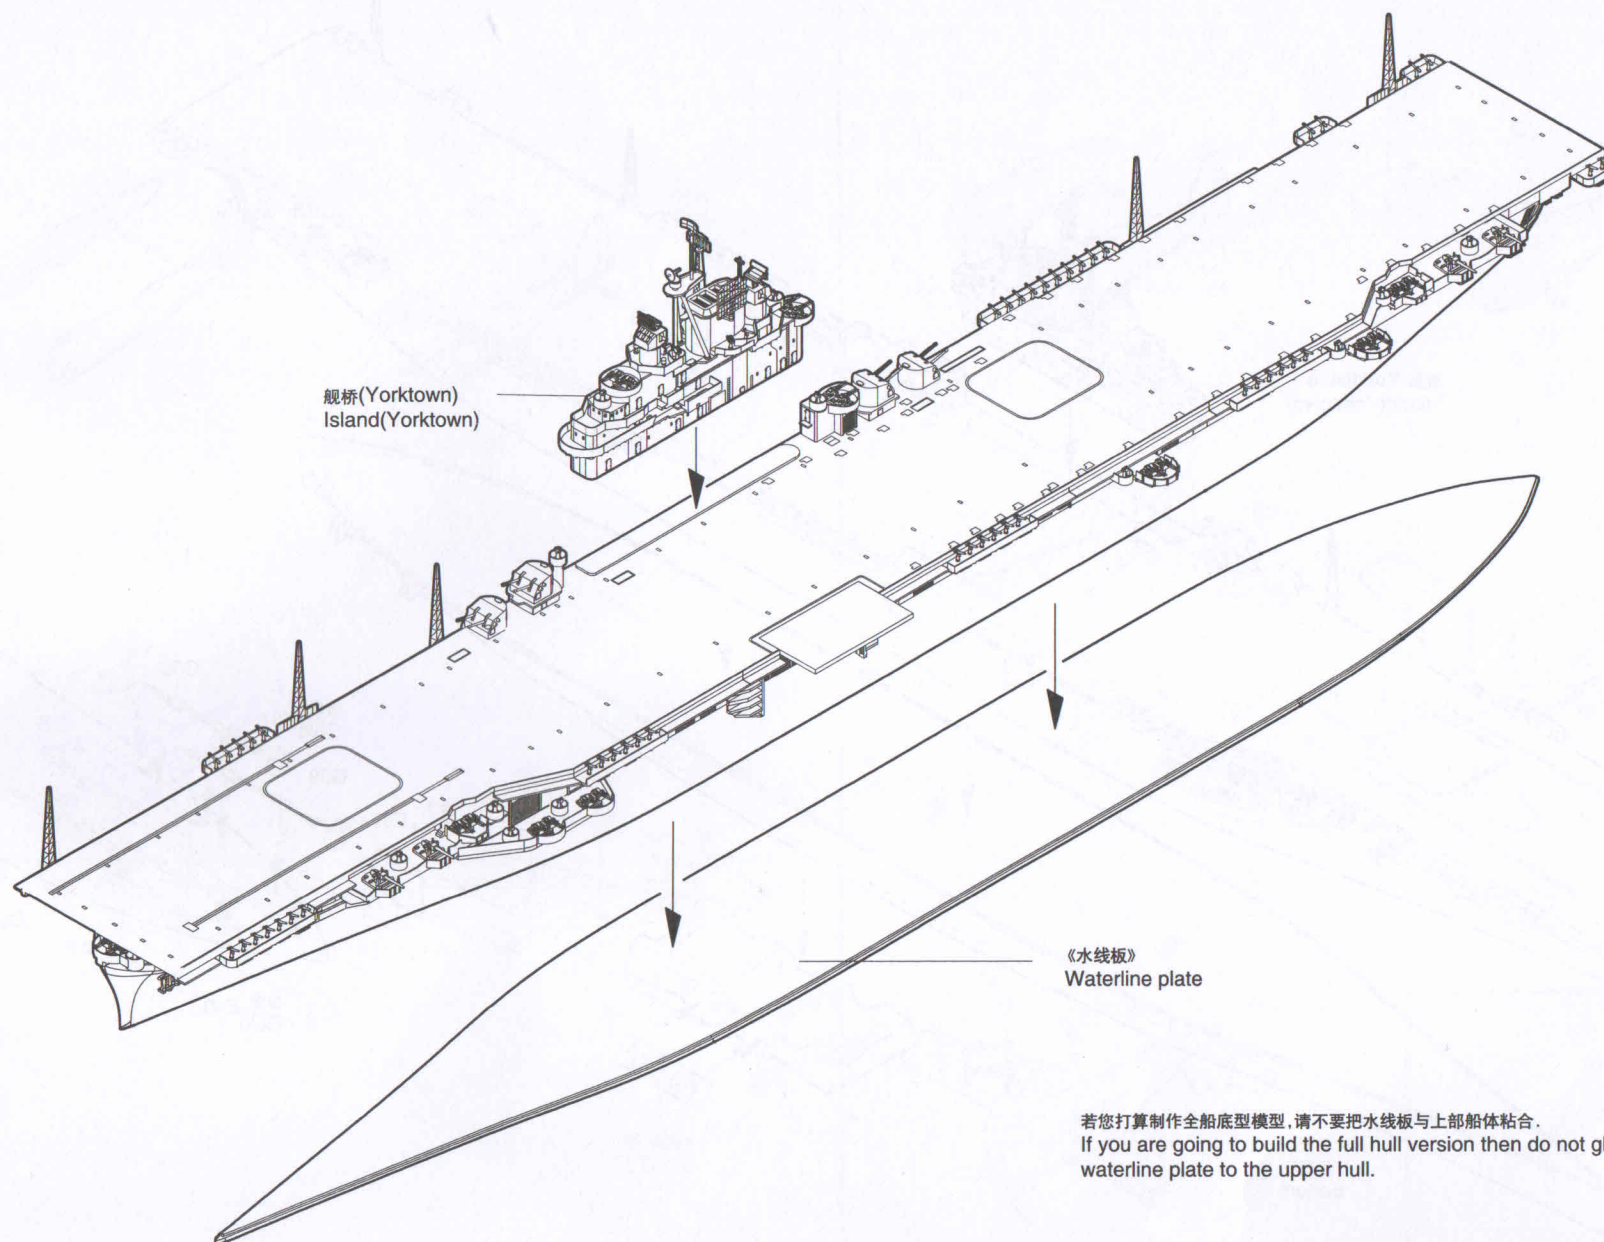 舰桥(Yorktown)
Island(Yorktown)
《水线板》
Waterline plate
若您打算制作全船底型模型,请不要把水线板与上部船体粘合.
If you are going to build the full hull version then do not
waterline plate to the upper hull.